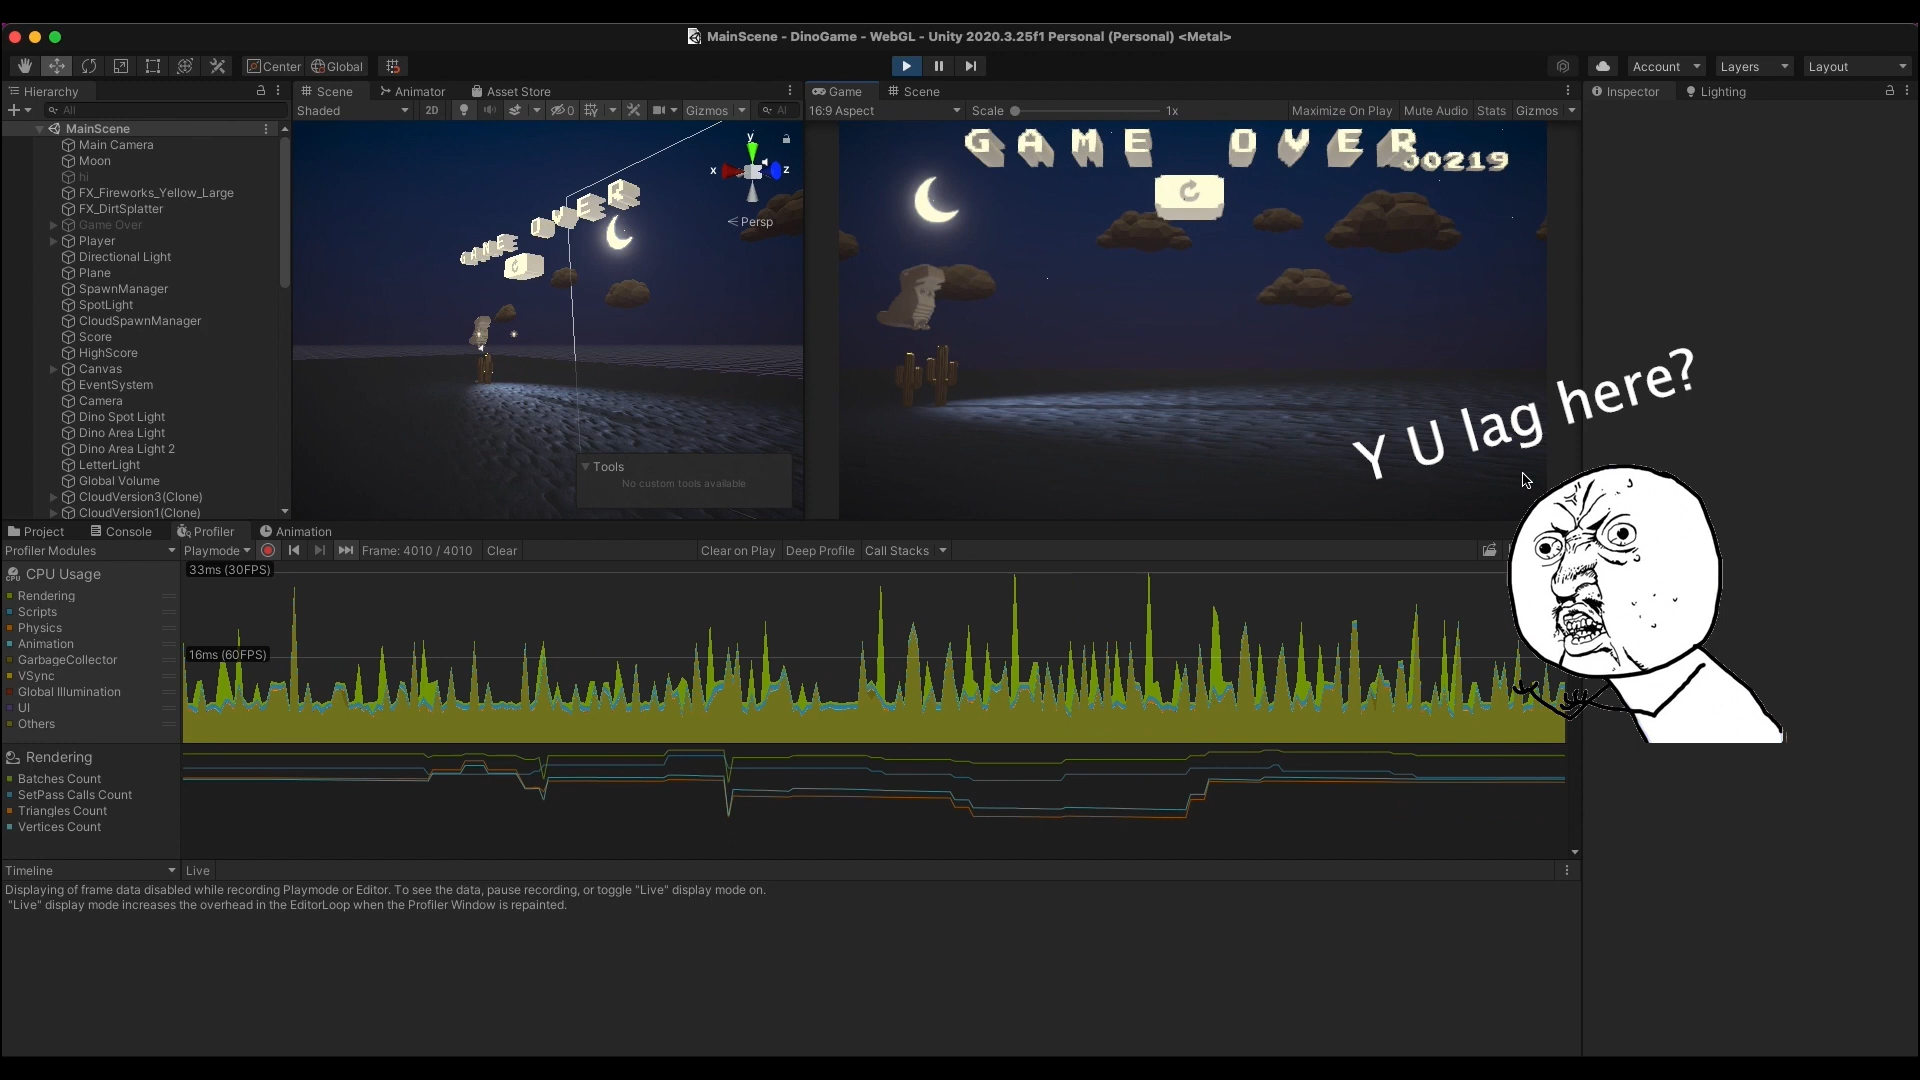 MainScene - DinoGame - WebGL - Unity 2020.3.25f1 Personal (Personal) <Metal>
Center Global
Account Layers Layout
Hierarchy
All
MainScene
Main Camera
Moon
hi
FX_Fireworks_Yellow_Large
FX_DirtSplatter
Game Over
Player
Directional Light
Plane
SpawnManager
SpotLight
CloudSpawnManager
Score
HighScore
Canvas
EventSystem
Camera
Dino Spot Light
Dino Area Light
Dino Area Light 2
LetterLight
Global Volume
CloudVersion3(Clone)
CloudVersion1(Clone)
Scene Animator Asset Store
Shaded 2D 0 Gizmos Al
GAME OVER
y
x z
Persp
Tools
No custom tools available
Game Scene
16:9 Aspect Scale 1x Maximize On Play Mute Audio Stats Gizmos
GAME OVER
00219
Y U lag here?
Inspector Lighting
Project Console Profiler Animation
Profiler Modules Playmode Frame: 4010 / 4010 Clear Clear on Play Deep Profile Call Stacks
CPU Usage
Rendering
Scripts
Physics
Animation
GarbageCollector
VSync
Global Illumination
UI
Others
33ms (30FPS)
16ms (60FPS)
Rendering
Batches Count
SetPass Calls Count
Triangles Count
Vertices Count
Timeline Live
Displaying of frame data disabled while recording Playmode or Editor. To see the data, pause recording, or toggle "Live" display mode on.
"Live" display mode increases the overhead in the EditorLoop when the Profiler Window is repainted.